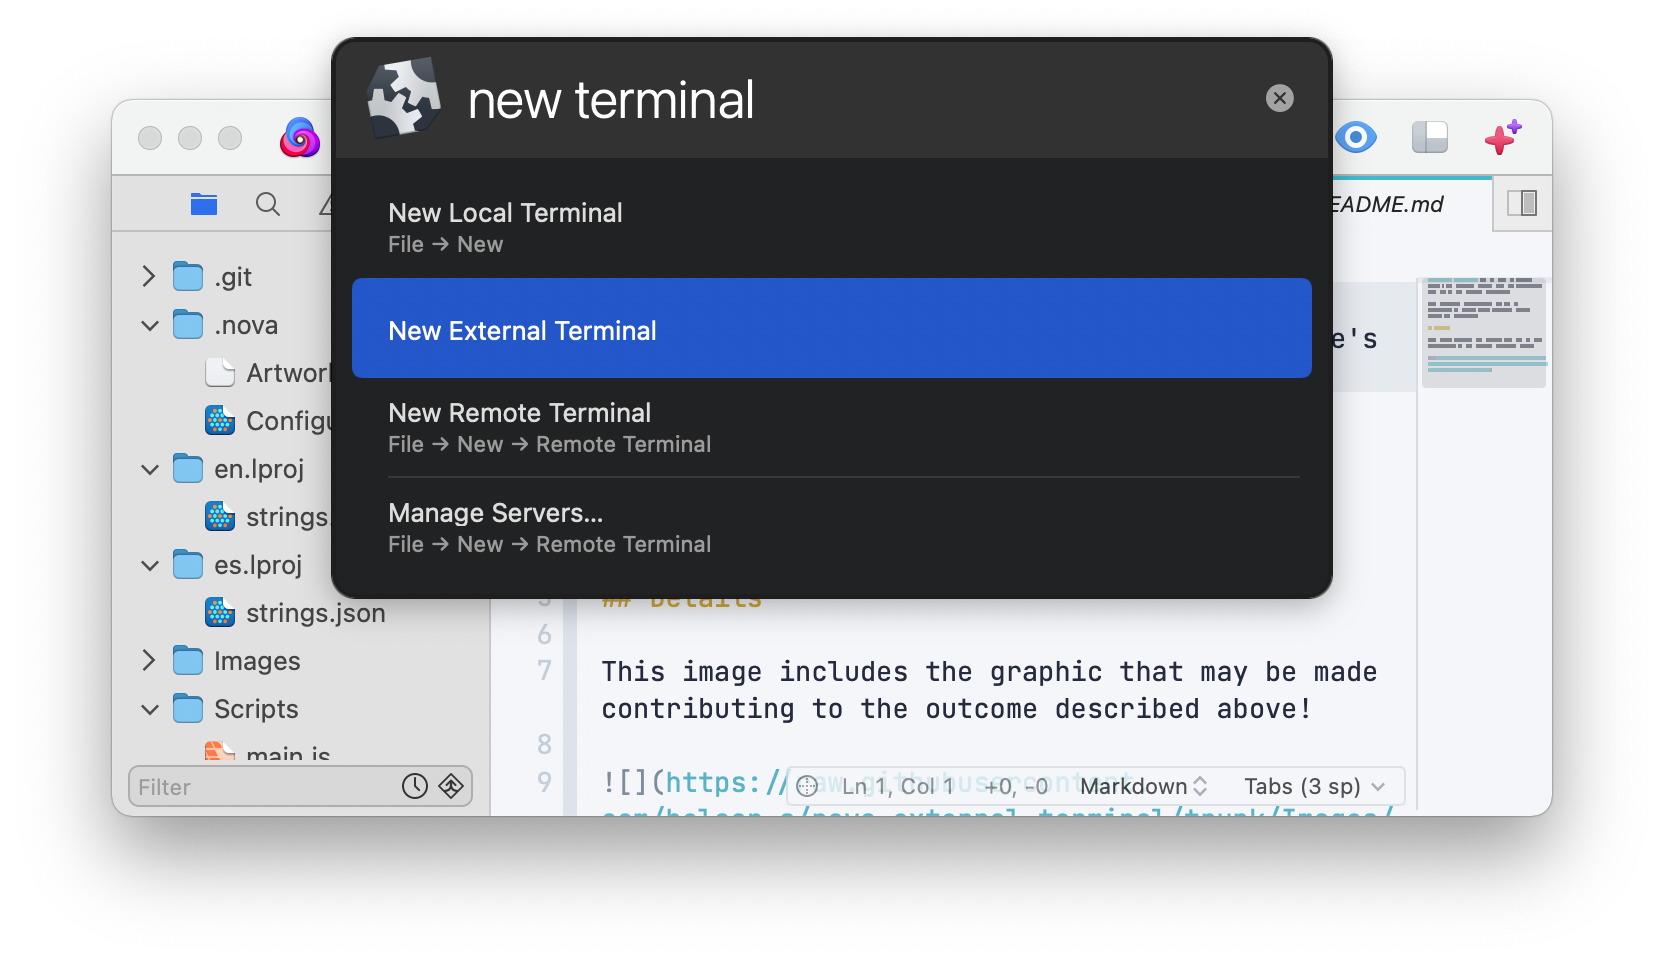 new terminal
New Local Terminal
File → New
New External Terminal
New Remote Terminal
File → New → Remote Terminal
Manage Servers...
File → New → Remote Terminal
EADME.md
.git
.nova
Artwor
Config
en.lproj
strings.
es.lproj
strings.json
Images
Scripts
main.js
Filter
e's
5 ## Details
6
7 This image includes the graphic that may be made
contributing to the outcome described above!
8
9 ![](https://raw.githubusercontent.
com/belcar-s/nova-external-terminal/trunk/Images/
Ln 1, Col 1 +0, -0 Markdown Tabs (3 sp)